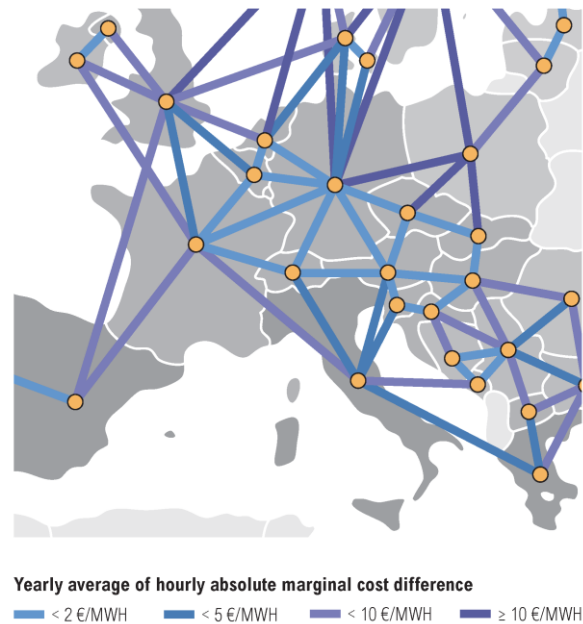 Yearly average of hourly absolute marginal cost difference
< 2 €/MWH < 5 €/MWH < 10 €/MWH ≥ 10 €/MWH